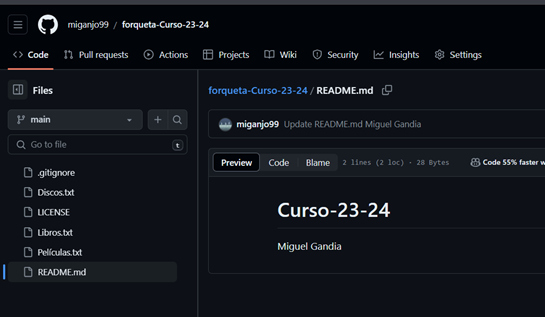 miganjo99 / forqueta-Curso-23-24
Code Pull requests Actions Projects Wiki Security Insights Settings
Files
main
Go to file t
.gitignore
Discos.txt
LICENSE
Libros.txt
Películas.txt
README.md
forqueta-Curso-23-24 / README.md
miganjo99 Update README.md Miguel Gandia
Preview Code Blame 2 lines (2 loc) · 28 Bytes Code 55% faster
Curso-23-24
Miguel Gandia